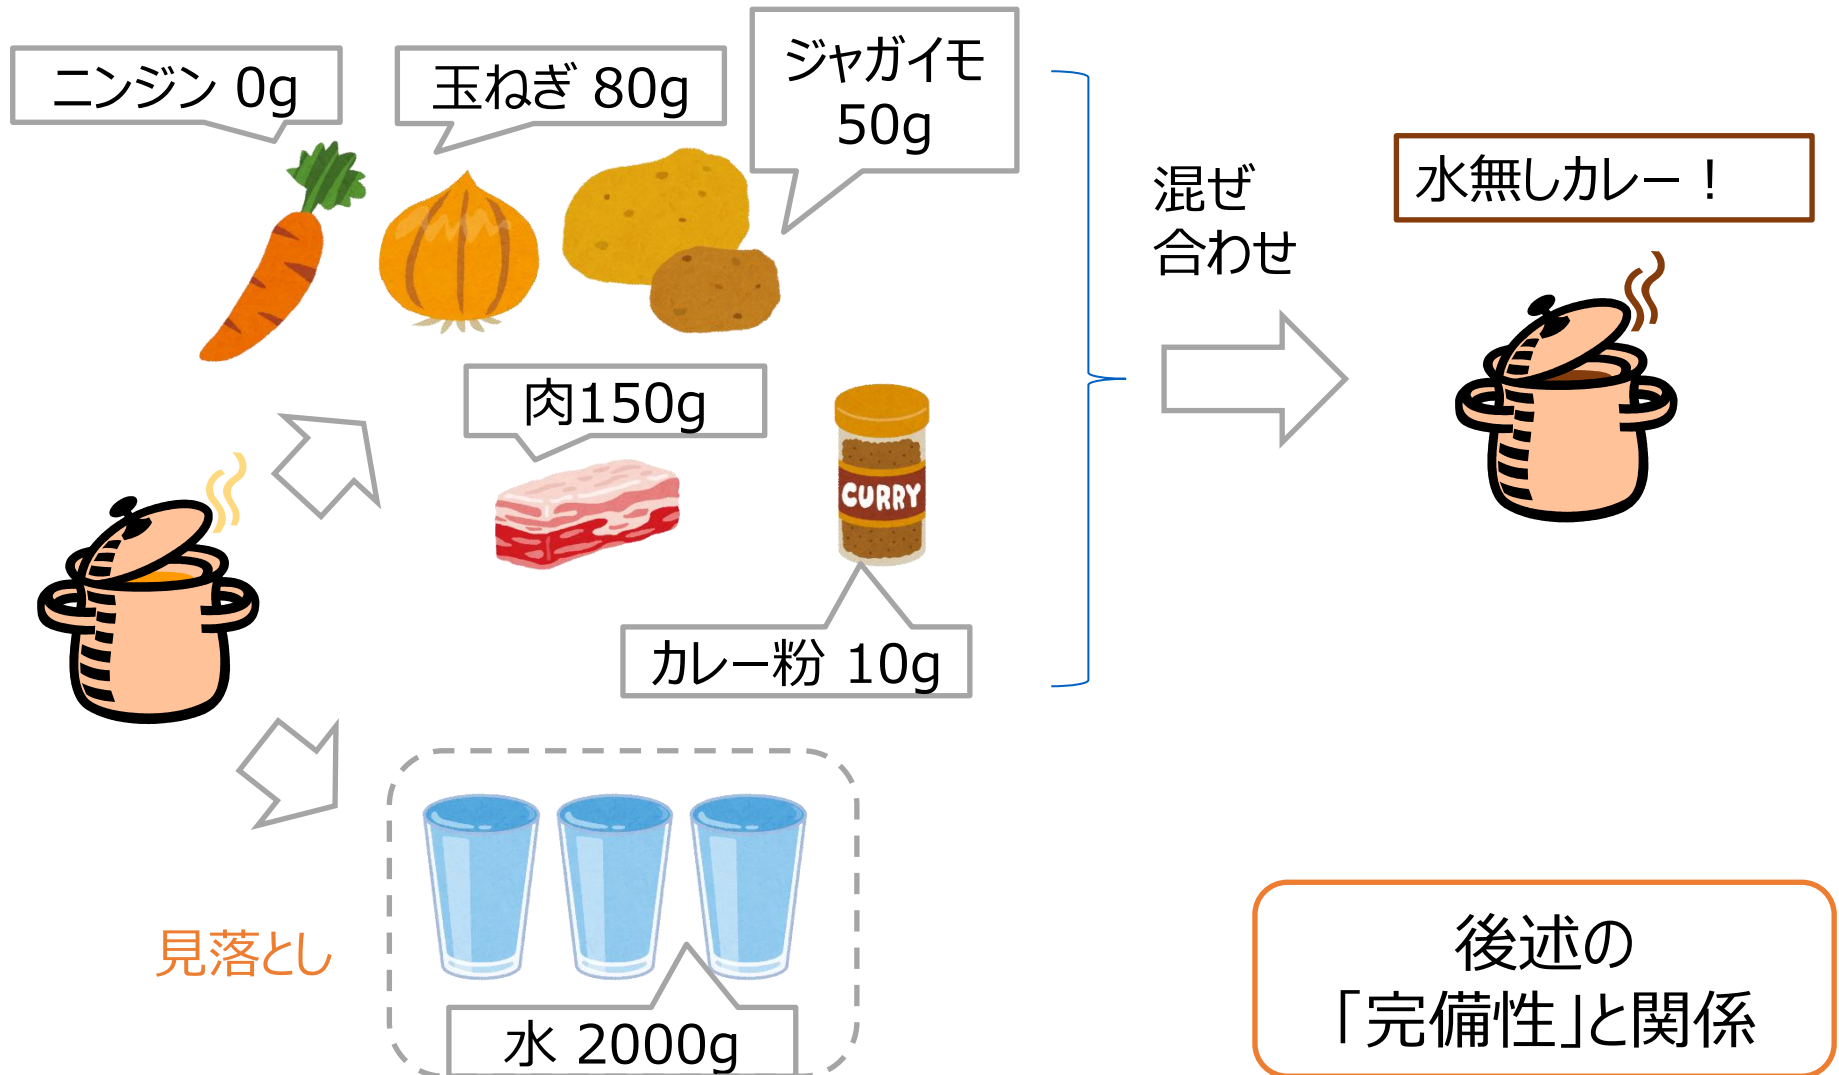 ニンジン 0g
玉ねぎ 80g
ジャガイモ
50g
混ぜ
合わせ
水無しカレー！
肉150g
CURRY
カレー粉 10g
見落とし
水 2000g
後述の
「完備性」と関係